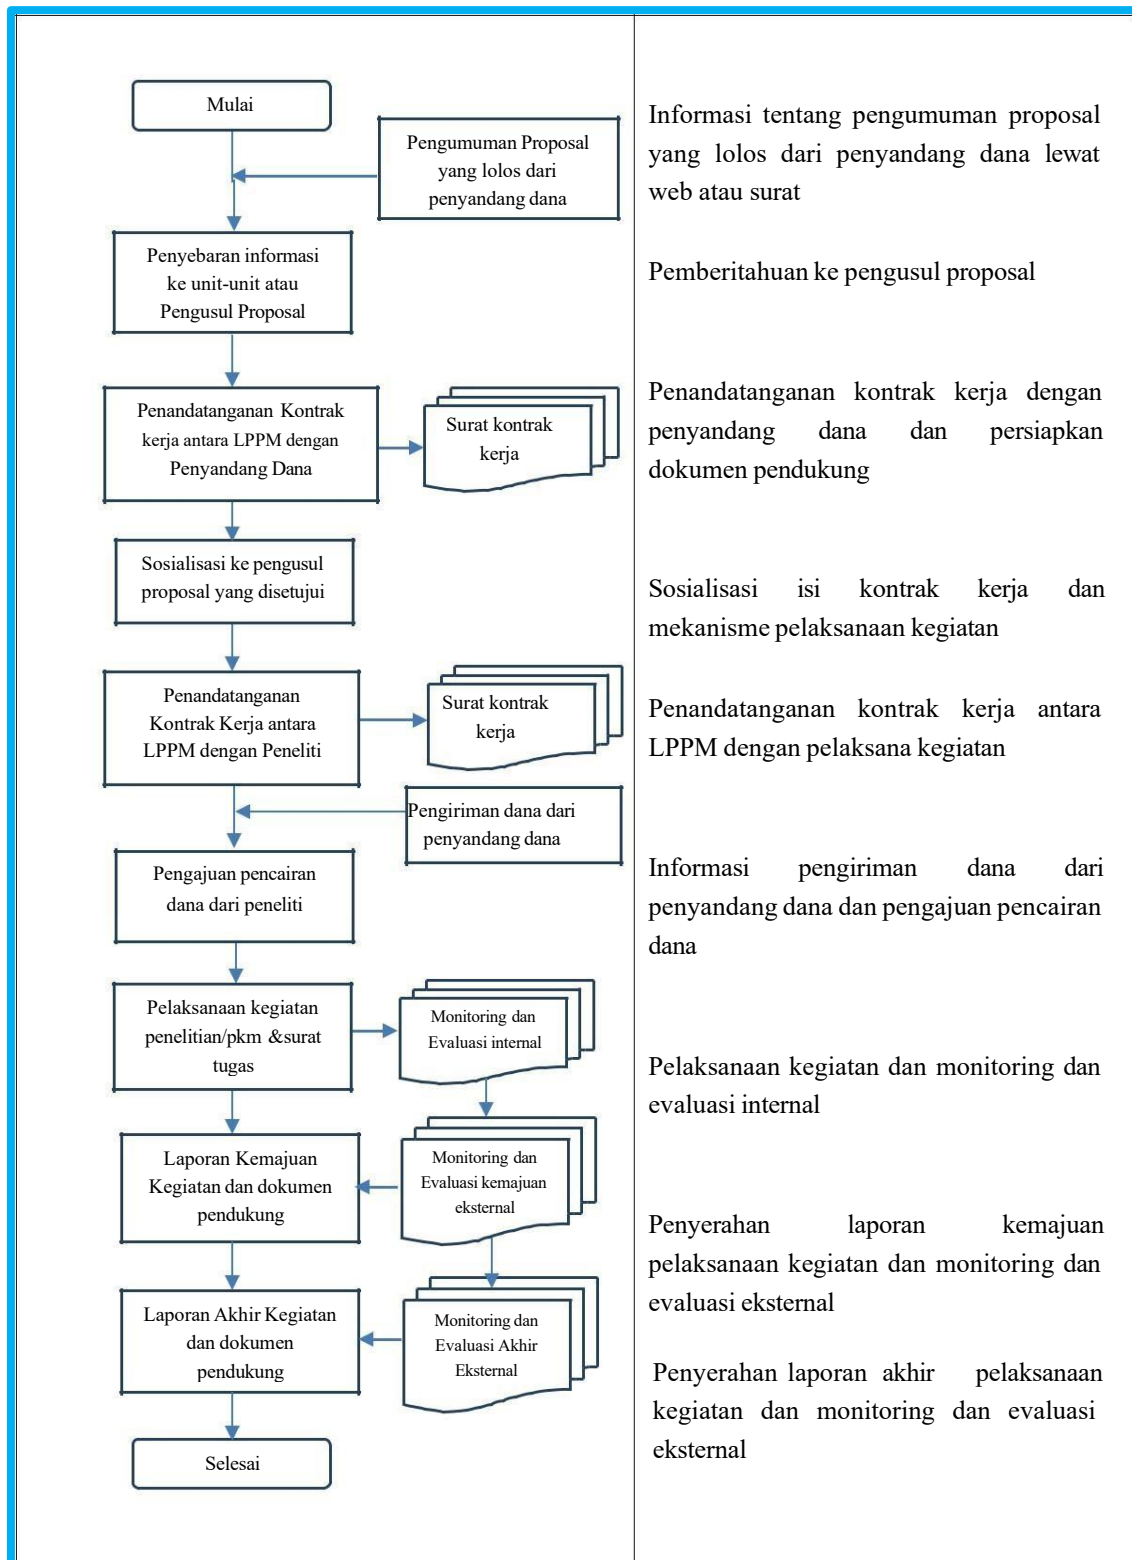 Mulai
Pengumuman Proposal
yang lolos dari
penyandang dana
Informasi tentang pengumuman proposal
yang lolos dari penyandang dana lewat
web atau surat
Penyebaran informasi
ke unit-unit atau
Pengusul Proposal
Pemberitahuan ke pengusul proposal
Penandatanganan Kontrak
kerja antara LPPM dengan
Penyandang Dana
Surat kontrak
kerja
Penandatanganan kontrak kerja dengan
penyandang dana dan persiapkan
dokumen pendukung
Sosialisasi ke pengusul
proposal yang disetujui
Sosialisasi isi kontrak kerja dan
mekanisme pelaksanaan kegiatan
Penandatanganan
Kontrak Kerja antara
LPPM dengan Peneliti
Surat kontrak
kerja
Penandatanganan kontrak kerja antara
LPPM dengan pelaksana kegiatan
Pengiriman dana dari
penyandang dana
Pengajuan pencairan
dana dari peneliti
Informasi pengiriman dana dari
penyandang dana dan pengajuan pencairan
dana
Pelaksanaan kegiatan
penelitian/pkm &surat
tugas
Monitoring dan
Evaluasi internal
Pelaksanaan kegiatan dan monitoring dan
evaluasi internal
Laporan Kemajuan
Kegiatan dan dokumen
pendukung
Monitoring dan
Evaluasi kemajuan
eksternal
Penyerahan laporan kemajuan
pelaksanaan kegiatan dan monitoring dan
evaluasi eksternal
Laporan Akhir Kegiatan
dan dokumen
pendukung
Monitoring dan
Evaluasi Akhir
Eksternal
Penyerahan laporan akhir pelaksanaan
kegiatan dan monitoring dan evaluasi
eksternal
Selesai